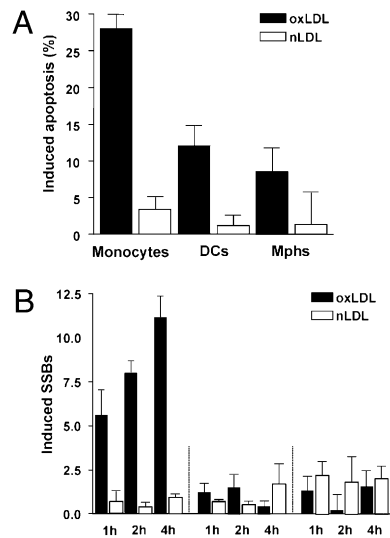 A
Induced apoptosis (%)
30
25
20
15
10
5
0
oxLDL
nLDL
Monocytes DCs Mphs
B
Induced SSBs
12.5
10.0
7.5
5.0
2.5
0.0
oxLDL
nLDL
1h 2h 4h 1h 2h 4h 1h 2h 4h